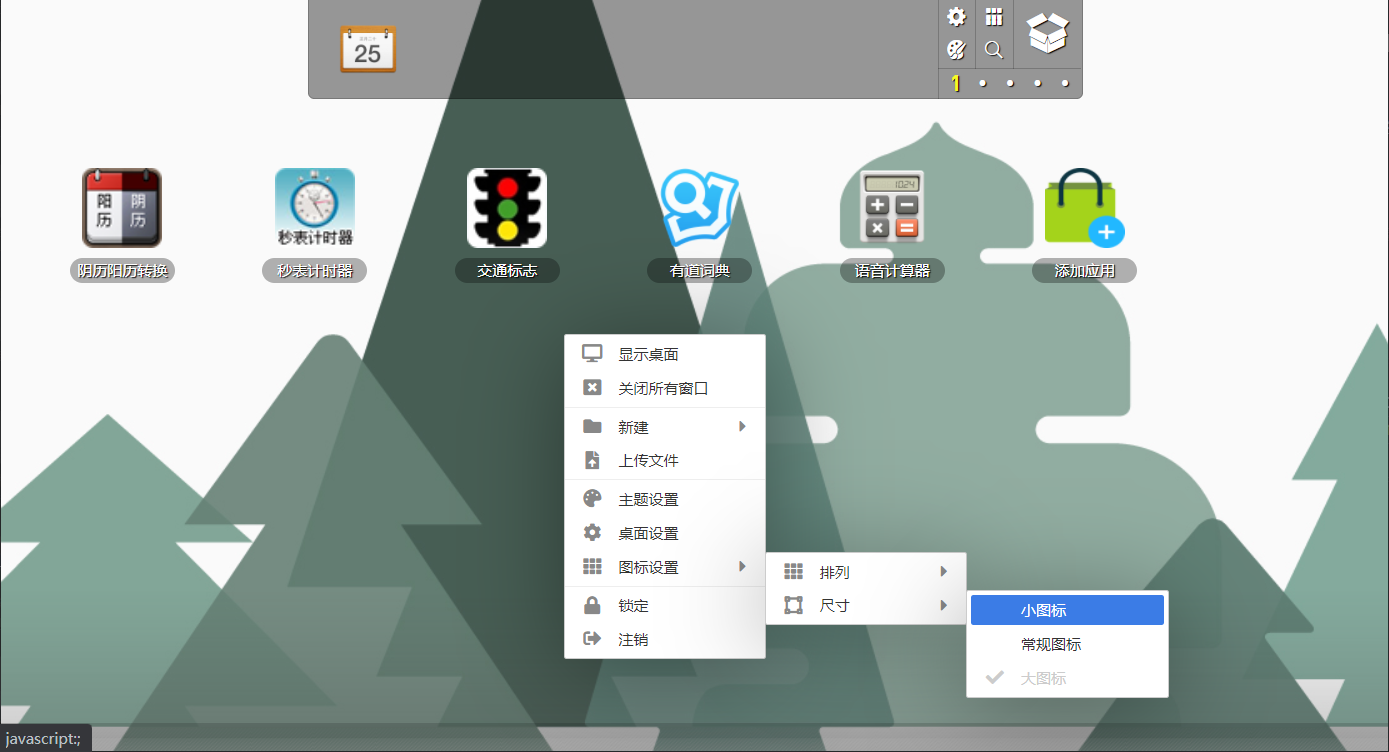 25
1
阳 阴
历 历
秒表计时器
1024
阴历阳历转换
秒表计时器
交通标志
有道词典
语音计算器
添加应用
显示桌面
关闭所有窗口
新建
上传文件
主题设置
桌面设置
图标设置
锁定
注销
排列
尺寸
小图标
常规图标
大图标
javascript:;